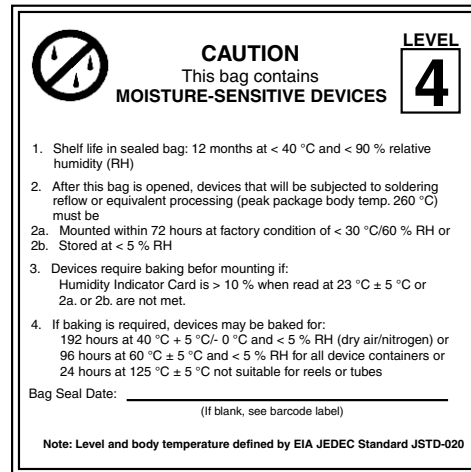 LEVEL
CAUTION
4
This bag contains
MOISTURE-SENSITIVE DEVICES
1. Shelf life in sealed bag: 12 months at < 40 °C and < 90 % relative
humidity (RH)
2. After this bag is opened, devices that will be subjected to soldering
reflow or equivalent processing (peak package body temp. 260 °C)
must be
2a. Mounted within 72 hours at factory condition of < 30 °C/60 % RH or
2b. Stored at < 5 % RH
3. Devices require baking befor mounting if:
Humidity Indicator Card is > 10 % when read at 23 °C ± 5 °C or
2a. or 2b. are not met.
4. If baking is required, devices may be baked for:
192 hours at 40 °C + 5 °C/- 0 °C and < 5 % RH (dry air/nitrogen) or
96 hours at 60 °C ± 5 °C and < 5 % RH for all device containers or
24 hours at 125 °C ± 5 °C not suitable for reels or tubes
Bag Seal Date:
(If blank, see barcode label)
Note: Level and body temperature defined by EIA JEDEC Standard JSTD-020